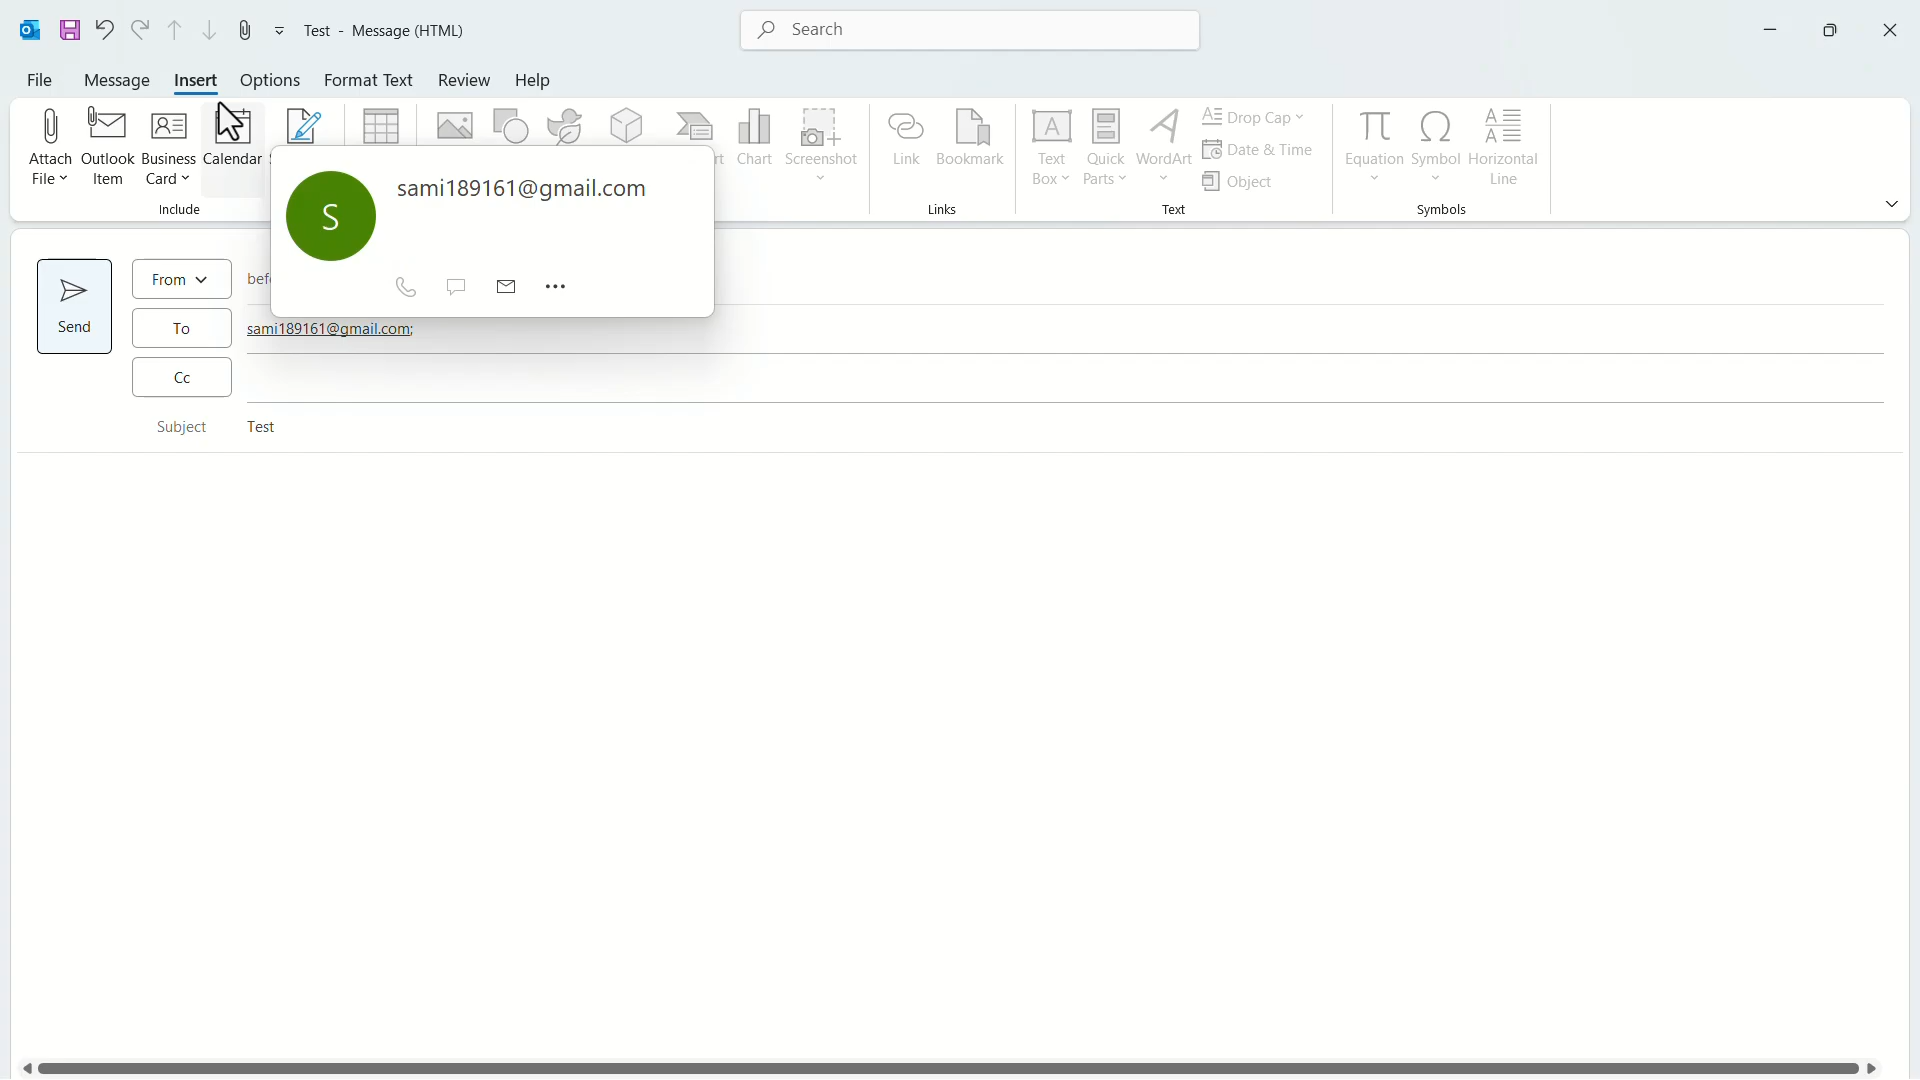 Test - Message (HTML)
Search
File Message Insert Options Format Text Review Help
Attach File
Outlook Item
Business Card
Calendar
Chart
Screenshot
Link
Bookmark
Text Box
Quick Parts
WordArt
Drop Cap
Date & Time
Object
Equation
Symbol
Horizontal Line
Include
Links
Text
Symbols
S
sami189161@gmail.com
Send
From
To sami189161@gmail.com;
Cc
Subject Test